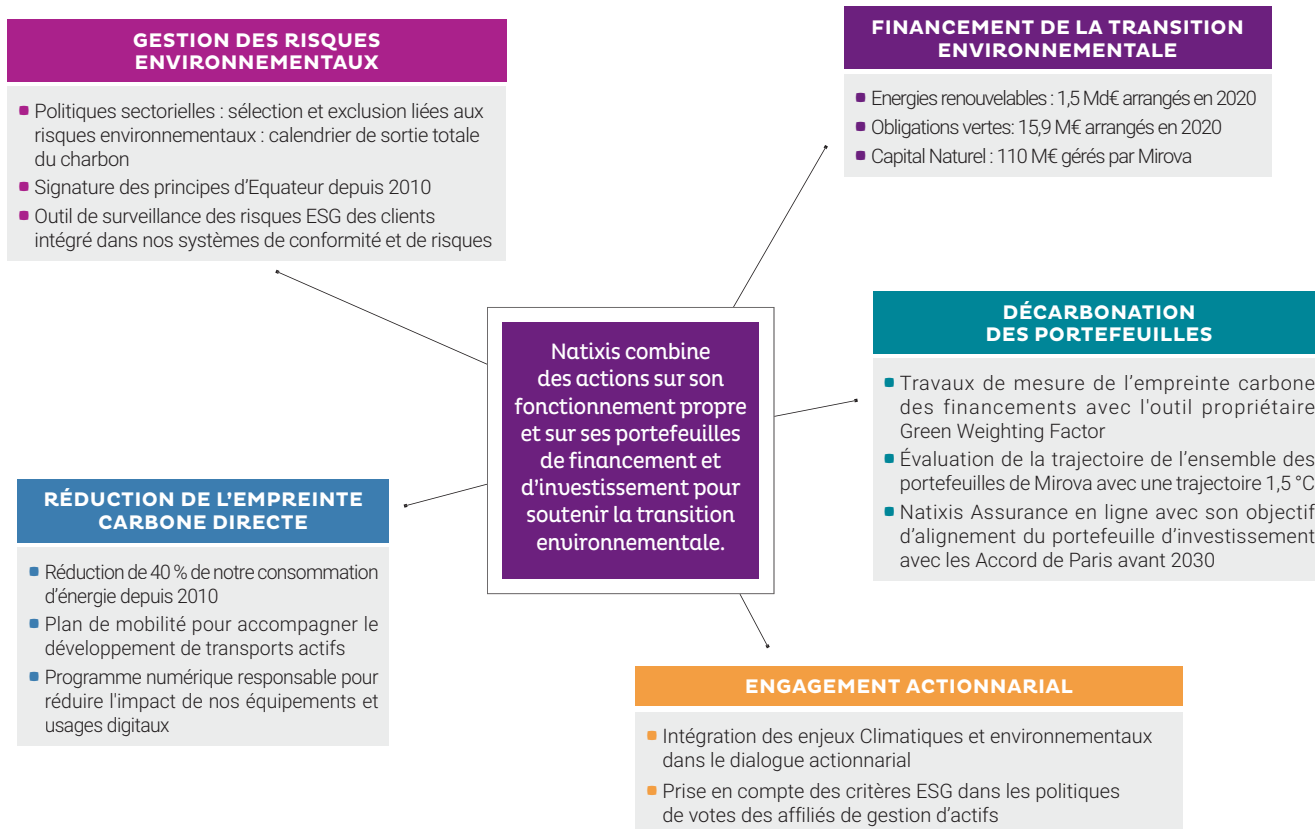 GESTION DES RISQUES
ENVIRONNEMENTAUX
■ Politiques sectorielles : sélection et exclusion liées aux
risques environnementaux : calendrier de sortie totale
du charbon
■ Signature des principes d’Equateur depuis 2010
■ Outil de surveillance des risques ESG des clients
intégré dans nos systèmes de conformité et de risques
FINANCEMENT DE LA TRANSITION
ENVIRONNEMENTALE
■ Energies renouvelables : 1,5 Md€ arrangés en 2020
■ Obligations vertes: 15,9 M€ arrangés en 2020
■ Capital Naturel : 110 M€ gérés par Mirova
Natixis combine
des actions sur son
fonctionnement propre
et sur ses portefeuilles
de financement et
d’investissement pour
soutenir la transition
environnementale.
DÉCARBONATION
DES PORTEFEUILLES
■ Travaux de mesure de l’empreinte carbone
des financements avec l'outil propriétaire
Green Weighting Factor
■ Évaluation de la trajectoire de l’ensemble des
portefeuilles de Mirova avec une trajectoire 1,5 °C
■ Natixis Assurance en ligne avec son objectif
d’alignement du portefeuille d’investissement
avec les Accord de Paris avant 2030
RÉDUCTION DE L’EMPREINTE
CARBONE DIRECTE
■ Réduction de 40 % de notre consommation
d’énergie depuis 2010
■ Plan de mobilité pour accompagner le
développement de transports actifs
■ Programme numérique responsable pour
réduire l'impact de nos équipements et
usages digitaux
ENGAGEMENT ACTIONNARIAL
■ Intégration des enjeux Climatiques et environnementaux
dans le dialogue actionnarial
■ Prise en compte des critères ESG dans les politiques
de votes des affiliés de gestion d’actifs